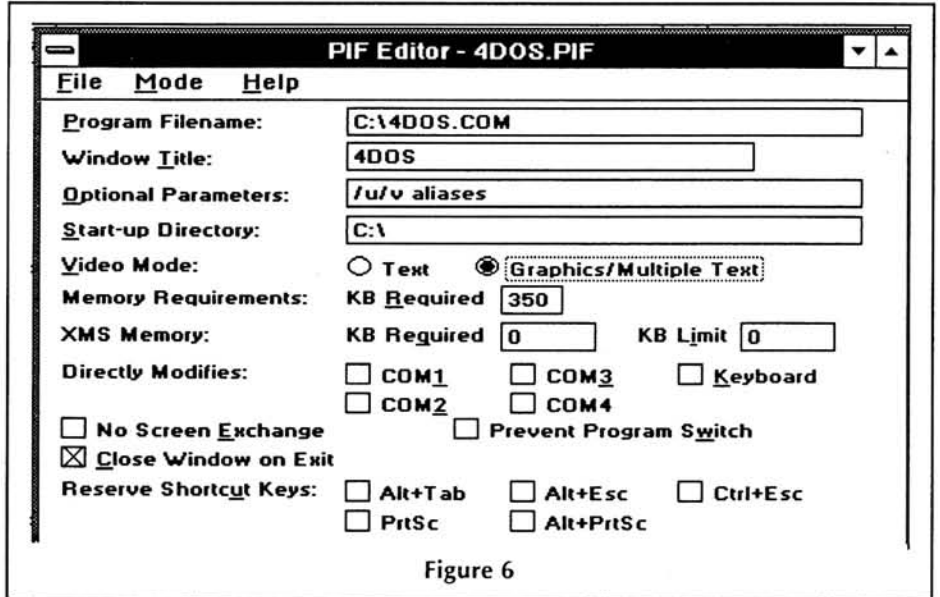 PIF Editor - 4DOS.PIF
File Mode Help
Program Filename: C:\4DOS.COM
Window Title: 4DOS
Optional Parameters: /u/v aliases
Start-up Directory: C:\
Video Mode: Text Graphics/Multiple Text
Memory Requirements: KB Required 350
XMS Memory: KB Required 0 KB Limit 0
Directly Modifies: COM1 COM3 Keyboard
COM2 COM4
No Screen Exchange Prevent Program Switch
Close Window on Exit
Reserve Shortcut Keys: Alt+Tab Alt+Esc Ctrl+Esc
PrtSc Alt+PrtSc
Figure 6